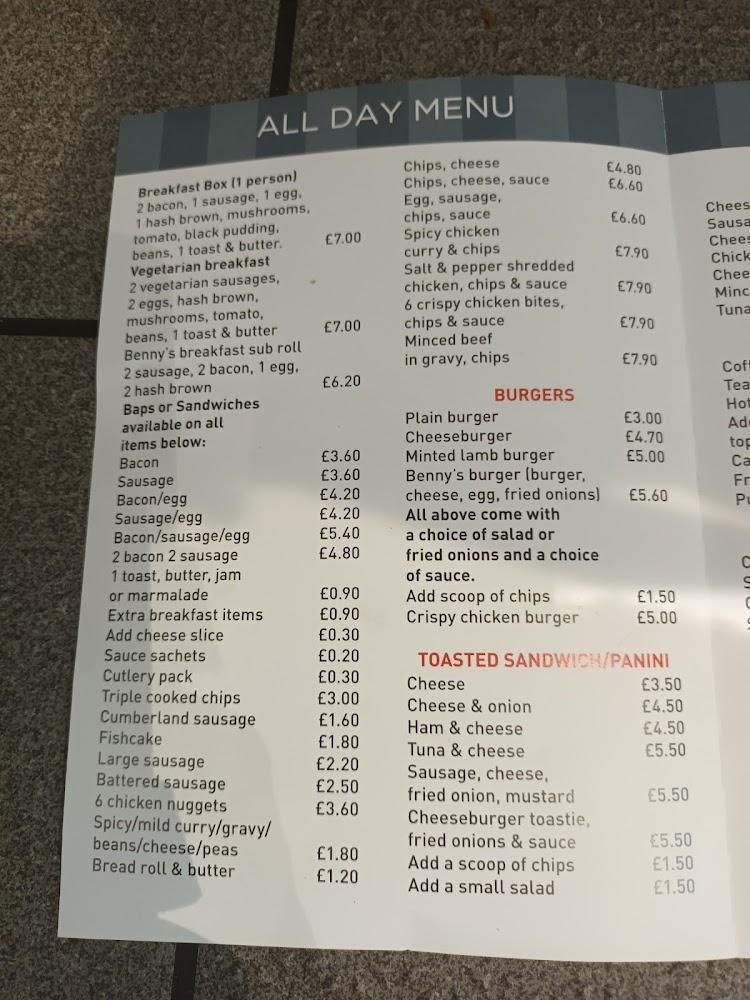 ALL DAY MENU
Breakfast Box (1 person)
2 bacon, 1 sausage, 1 egg,
1 hash brown, mushrooms,
tomato, black pudding,
beans, 1 toast & butter. £7.00
Vegetarian breakfast
2 vegetarian sausages,
2 eggs, hash brown,
mushrooms, tomato,
beans, 1 toast & butter £7.00
Benny's breakfast sub roll
2 sausage, 2 bacon, 1 egg,
2 hash brown £6.20
Baps or Sandwiches
available on all
items below:
Bacon £3.60
Sausage £3.60
Bacon/egg £4.20
Sausage/egg £4.20
Bacon/sausage/egg £5.40
2 bacon 2 sausage £4.80
1 toast, butter, jam
or marmalade £0.90
Extra breakfast items £0.90
Add cheese slice £0.30
Sauce sachets £0.20
Cutlery pack £0.30
Triple cooked chips £3.00
Cumberland sausage £1.60
Fishcake £1.80
Large sausage £2.20
Battered sausage £2.50
6 chicken nuggets £3.60
Spicy/mild curry/gravy/
beans/cheese/peas £1.80
Bread roll & butter £1.20
Chips, cheese £4.80
Chips, cheese, sauce £6.60
Egg, sausage,
chips, sauce £6.60
Spicy chicken
curry & chips £7.90
Salt & pepper shredded
chicken, chips & sauce £7.90
6 crispy chicken bites,
chips & sauce £7.90
Minced beef
in gravy, chips £7.90
BURGERS
Plain burger £3.00
Cheeseburger £4.70
Minted lamb burger £5.00
Benny's burger (burger,
cheese, egg, fried onions) £5.60
All above come with
a choice of salad or
fried onions and a choice
of sauce.
Add scoop of chips £1.50
Crispy chicken burger £5.00
TOASTED SANDWICH/PANINI
Cheese £3.50
Cheese & onion £4.50
Ham & cheese £4.50
Tuna & cheese £5.50
Sausage, cheese,
fried onion, mustard £5.50
Cheeseburger toastie,
fried onions & sauce £5.50
Add a scoop of chips £1.50
Add a small salad £1.50
Tuna
Tea